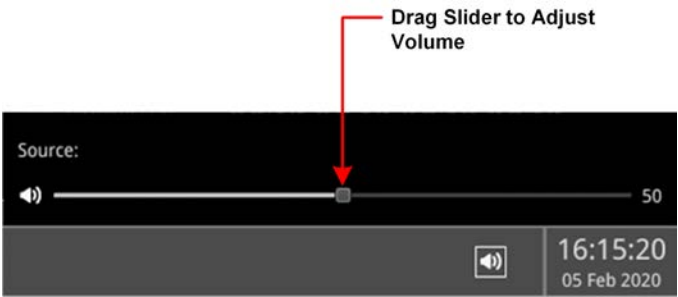 Drag Slider to Adjust
Volume
Source:
50
16:15:20
05 Feb 2020